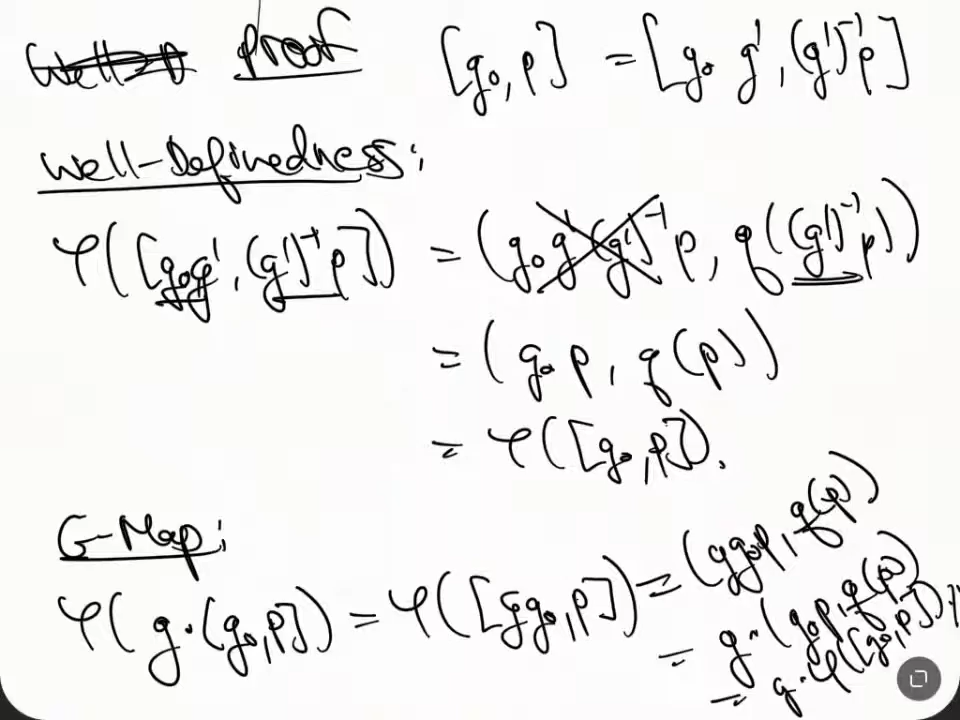 Proof [g₀, p] = [g₀ g', (g')⁻¹p]
Well-Definedness:
φ([g₀g', (g')⁻¹p]) = (g₀g'(g')⁻¹p, q((g')⁻¹p))
= (g₀p, q(p))
= φ([g₀, p]).
G-Map:
φ(g·[g₀, p]) = φ([gg₀, p]) = (gg₀p, q(p))
= g·(g₀p, q(p))
= g·φ([g₀, p])